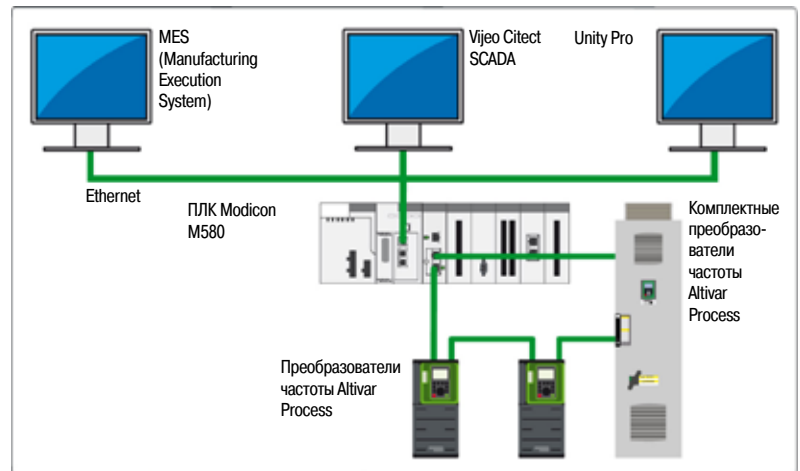 MES
(Manufacturing
Execution
System)
Vijeo Citect
SCADA
Unity Pro
Ethernet
ПЛК Modicon
M580
Комплектные
преобразо-
ватели
частоты
Altivar
Process
Преобразователи
частоты Altivar
Process